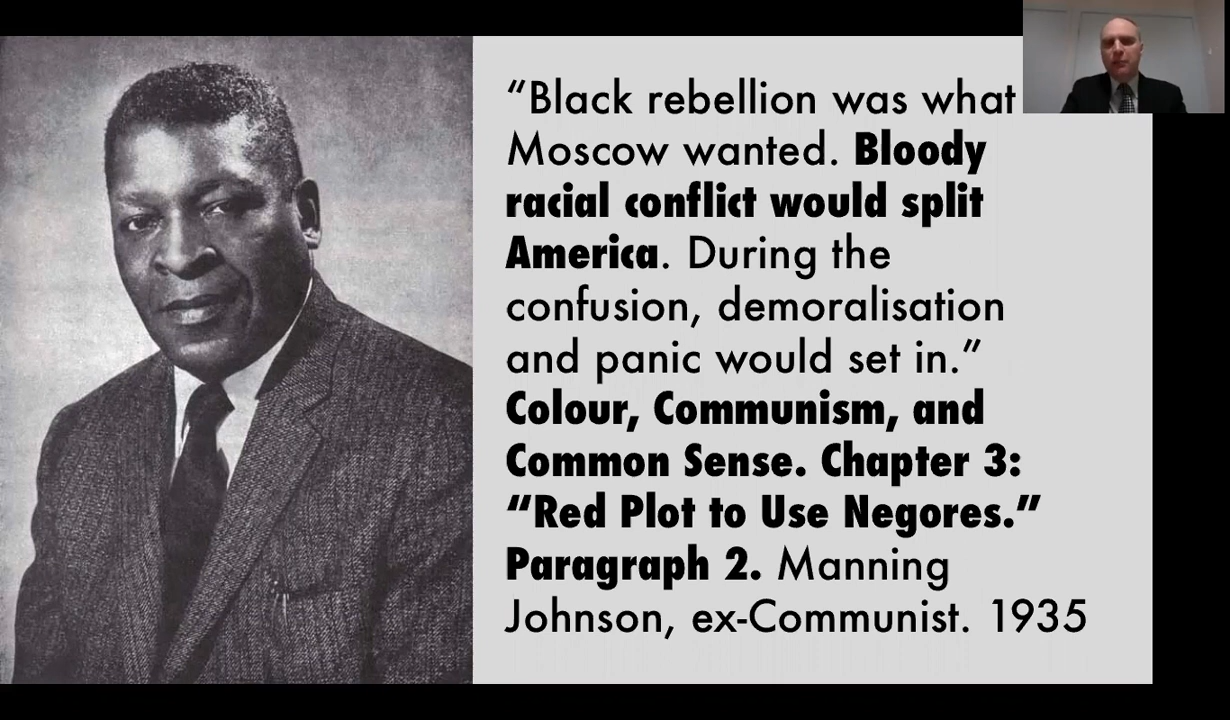 “Black rebellion was what
Moscow wanted. Bloody
racial conflict would split
America. During the
confusion, demoralisation
and panic would set in.”
Colour, Communism, and
Common Sense. Chapter 3:
“Red Plot to Use Negores.”
Paragraph 2. Manning
Johnson, ex-Communist. 1935